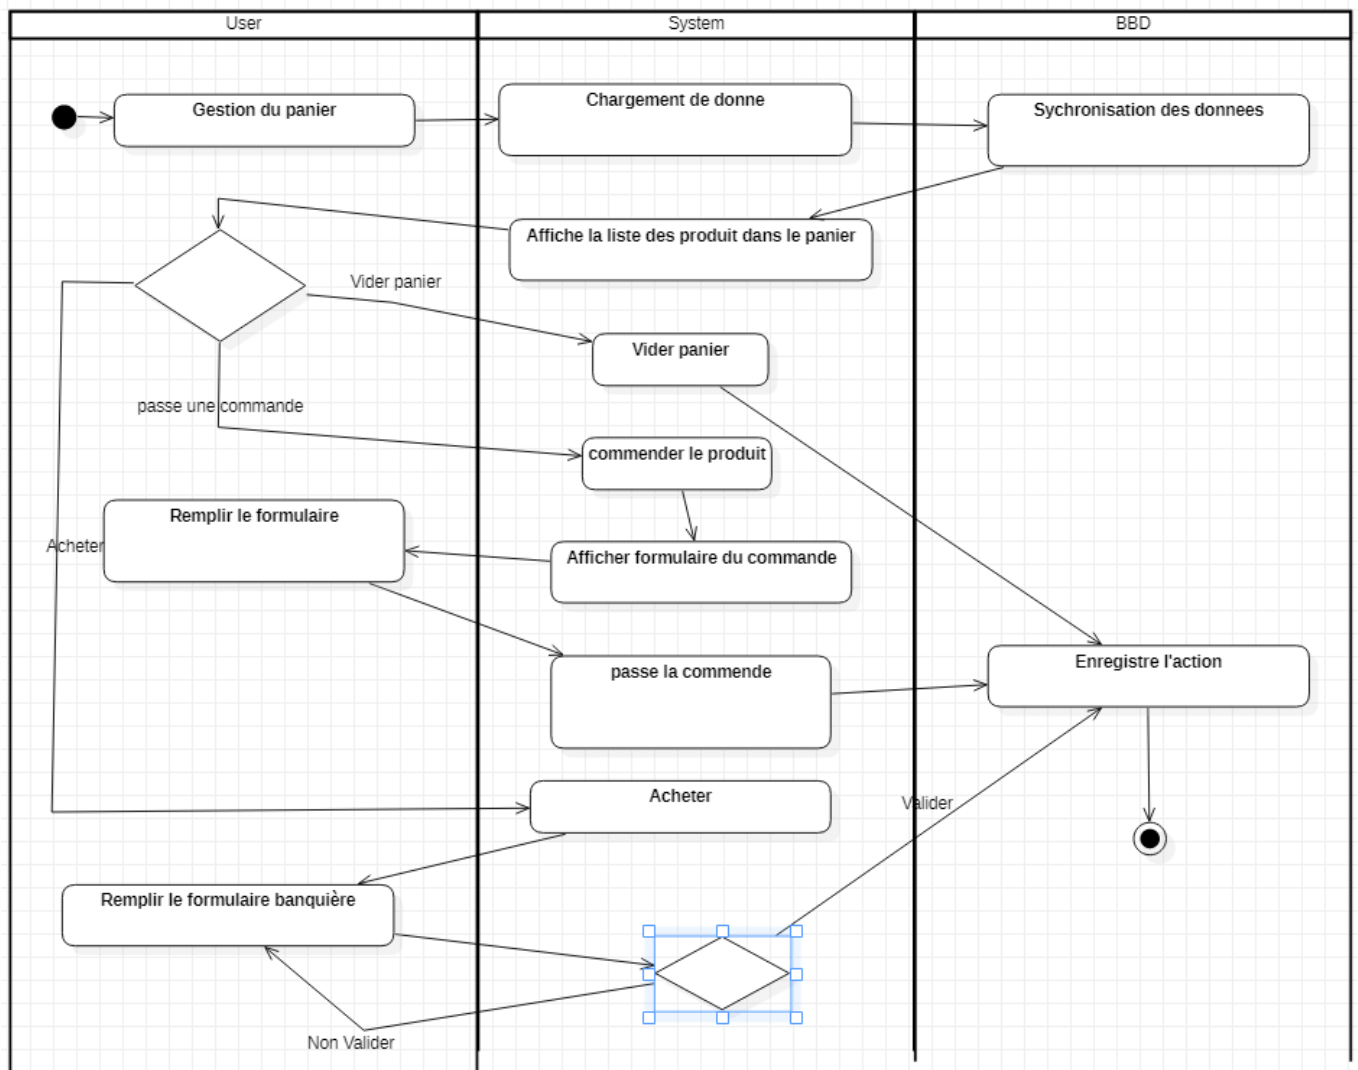 User
System
BBD
Gestion du panier
Chargement de donne
Sychronisation des donnees
Affiche la liste des produit dans le panier
Vider panier
Vider panier
passe une commande
commender le produit
Remplir le formulaire
Acheter
Afficher formulaire du commande
passe la commende
Enregistre l'action
Acheter
Valider
Remplir le formulaire banquière
Non Valider